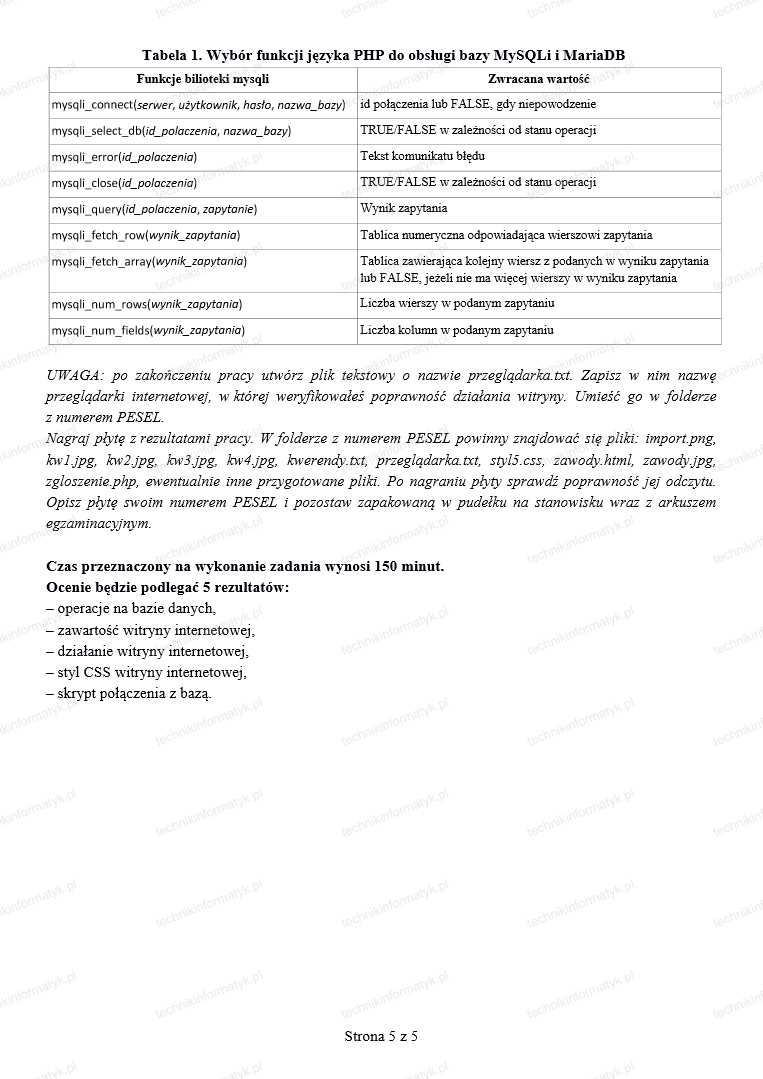 Tabela 1. Wybór funkcji języka PHP do obsługi bazy MySQLi i MariaDB
Funkcje bilioteki mysqli Zwracana wartość
mysqli_connect(serwer, użytkownik, hasło, nazwa_bazy) id połączenia lub FALSE, gdy niepowodzenie
mysqli_select_db(id_polaczenia, nazwa_bazy) TRUE/FALSE w zależności od stanu operacji
mysqli_error(id_polaczenia) Tekst komunikatu błędu
mysqli_close(id_polaczenia) TRUE/FALSE w zależności od stanu operacji
mysqli_query(id_polaczenia, zapytanie) Wynik zapytania
mysqli_fetch_row(wynik_zapytania) Tablica numeryczna odpowiadająca wierszowi zapytania
mysqli_fetch_array(wynik_zapytania) Tablica zawierająca kolejny wiersz z podanych w wyniku zapytania
lub FALSE, jeżeli nie ma więcej wierszy w wyniku zapytania
mysqli_num_rows(wynik_zapytania) Liczba wierszy w podanym zapytaniu
mysqli_num_fields(wynik_zapytania) Liczba kolumn w podanym zapytaniu
UWAGA: po zakończeniu pracy utwórz plik tekstowy o nazwie przeglądarka.txt. Zapisz w nim nazwę
przeglądarki internetowej, w której weryfikowałeś poprawność działania witryny. Umieść go w folderze
z numerem PESEL.
Nagraj płytę z rezultatami pracy. W folderze z numerem PESEL powinny znajdować się pliki: import.png,
kw1.jpg, kw2.jpg, kw3.jpg, kw4.jpg, kwerendy.txt, przeglądarka.txt, styl5.css, zawody.html, zawody.jpg,
zgloszenie.php, ewentualnie inne przygotowane pliki. Po nagraniu płyty sprawdź poprawność jej odczytu.
Opisz płytę swoim numerem PESEL i pozostaw zapakowaną w pudełku na stanowisku wraz z arkuszem
egzaminacyjnym.
Czas przeznaczony na wykonanie zadania wynosi 150 minut.
Ocenie będzie podlegać 5 rezultatów:
– operacje na bazie danych,
– zawartość witryny internetowej,
– działanie witryny internetowej,
– styl CSS witryny internetowej,
– skrypt połączenia z bazą.
Strona 5 z 5
technikinformatyk.pl